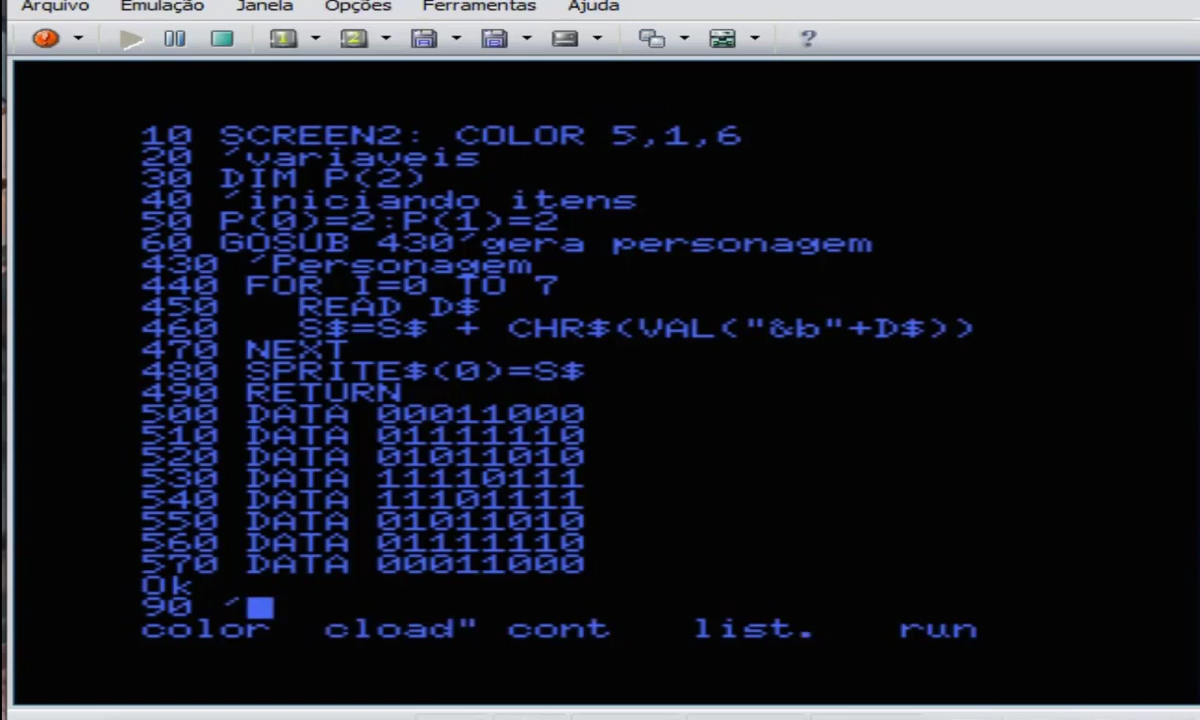 Arquivo Emulação Janela Opções Ferramentas Ajuda
1 2 ?
10 SCREEN2: COLOR 5,1,6
20 'variaveis
30 DIM P(2)
40 'iniciando itens
50 P(0)=2:P(1)=2
60 GOSUB 430'gera personagem
430 'Personagem
440 FOR I=0 TO 7
450 READ D$
460 S$=S$ + CHR$(VAL("&b"+D$))
470 NEXT
480 SPRITE$(0)=S$
490 RETURN
500 DATA 00011000
510 DATA 01111110
520 DATA 01011010
530 DATA 11110111
540 DATA 11101111
550 DATA 01011010
560 DATA 01111110
570 DATA 00011000
Ok
90 '
color cload" cont list. run